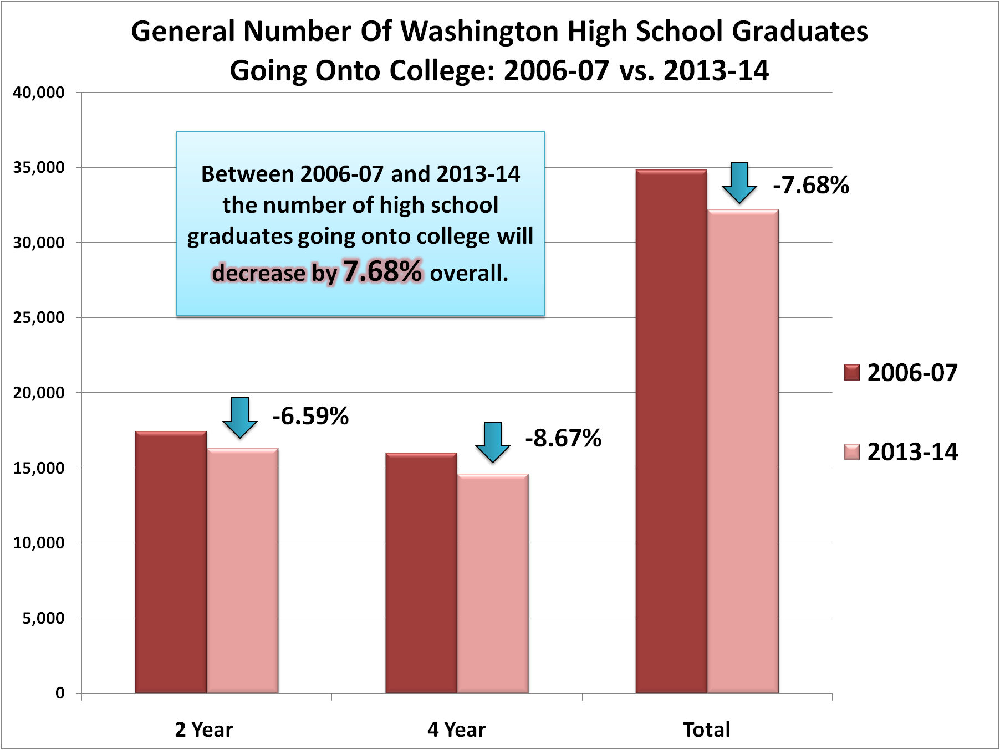 General Number Of Washington High School Graduates
Going Onto College: 2006-07 vs. 2013-14
40,000
35,000
30,000
25,000
20,000
15,000
10,000
5,000
0
Between 2006-07 and 2013-14
the number of high school
graduates going onto college will
decrease by 7.68% overall.
-6.59%
-8.67%
-7.68%
2006-07
2013-14
2 Year
4 Year
Total